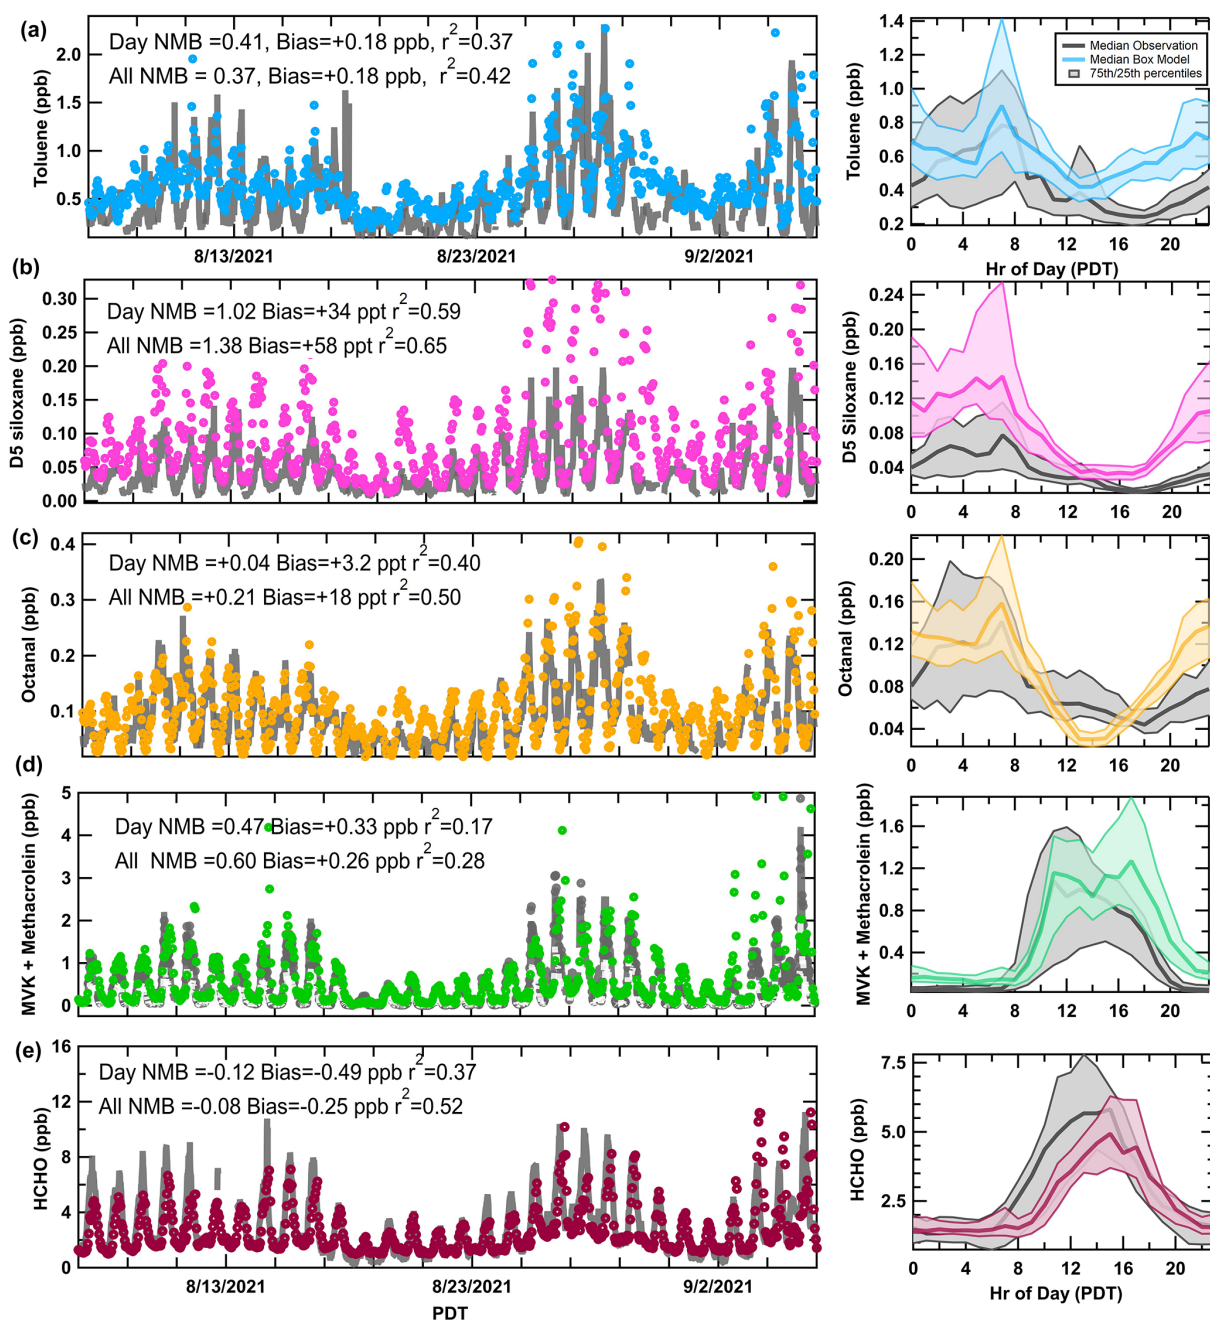 (a)
Day NMB =0.41, Bias=+0.18 ppb, r2=0.37
All NMB = 0.37, Bias=+0.18 ppb, r2=0.42
Toluene (ppb)
2.0
1.5
1.0
0.5
8/13/2021 8/23/2021 9/2/2021
Toluene (ppb)
1.4
1.2
1.0
0.8
0.6
0.4
0.2
Median Observation
Median Box Model
75th/25th percentiles
0 4 8 12 16 20
Hr of Day (PDT)
(b)
Day NMB =1.02 Bias=+34 ppt r2=0.59
All NMB =1.38 Bias=+58 ppt r2=0.65
D5 siloxane (ppb)
0.30
0.25
0.20
0.15
0.10
0.05
0.00
D5 Siloxane (ppb)
0.24
0.20
0.16
0.12
0.08
0.04
0 4 8 12 16 20
(c)
Day NMB =+0.04 Bias=+3.2 ppt r2=0.40
All NMB =+0.21 Bias=+18 ppt r2=0.50
Octanal (ppb)
0.4
0.3
0.2
0.1
Octanal (ppb)
0.20
0.16
0.12
0.08
0.04
0 4 8 12 16 20
(d)
Day NMB =0.47 Bias=+0.33 ppb r2=0.17
All NMB =0.60 Bias=+0.26 ppb r2=0.28
MVK + Methacrolein (ppb)
5
4
3
2
1
0
MVK + Methacrolein (ppb)
1.6
1.2
0.8
0.4
0 4 8 12 16 20
(e)
Day NMB =-0.12 Bias=-0.49 ppb r2=0.37
All NMB =-0.08 Bias=-0.25 ppb r2=0.52
HCHO (ppb)
16
12
8
4
0
8/13/2021 8/23/2021 9/2/2021
PDT
HCHO (ppb)
7.5
5.0
2.5
0 4 8 12 16 20
Hr of Day (PDT)